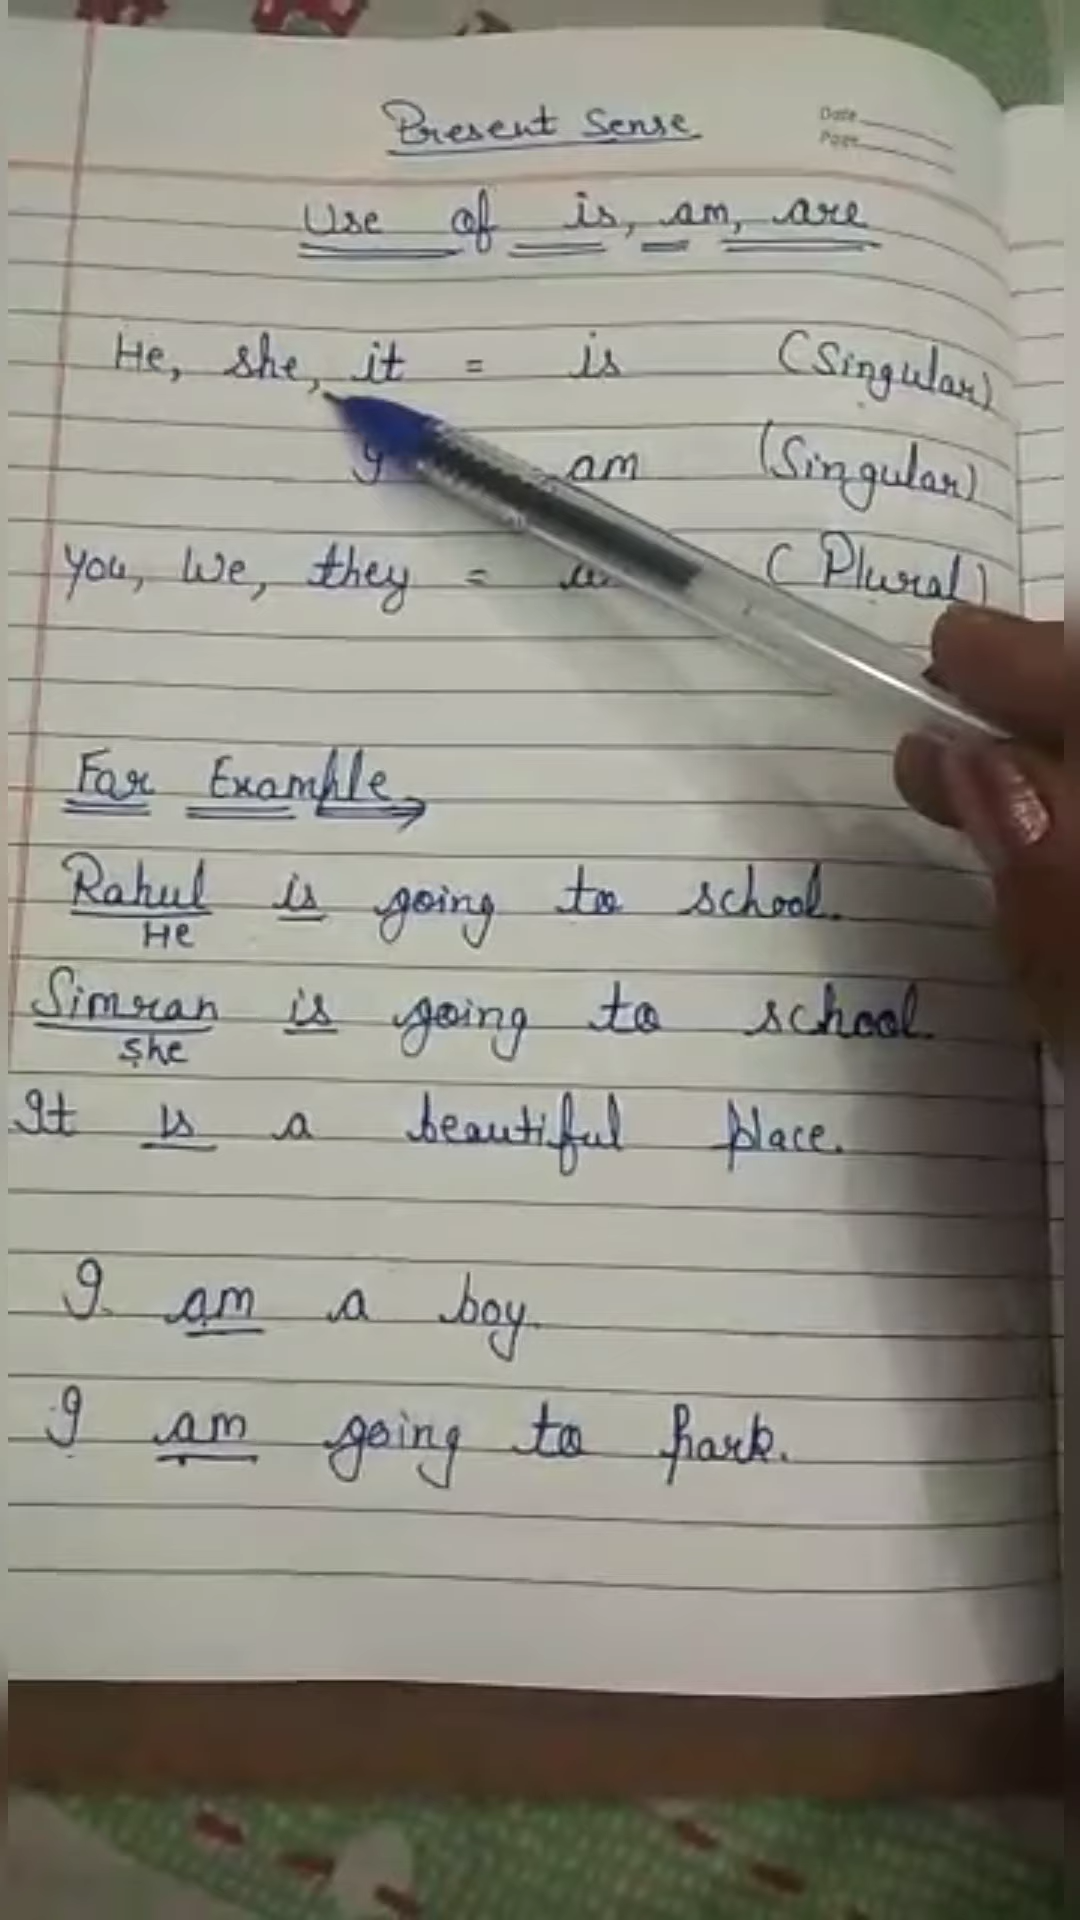 Present Sense
Date
Page
Use of is, am, are
He, she, it = is (Singular)
I am (Singular)
You, We, they = (Plural)
For Example
Rahul is going to school.
He
Simran is going to school
She
It is a beautiful place.
I am a boy.
I am going to park.